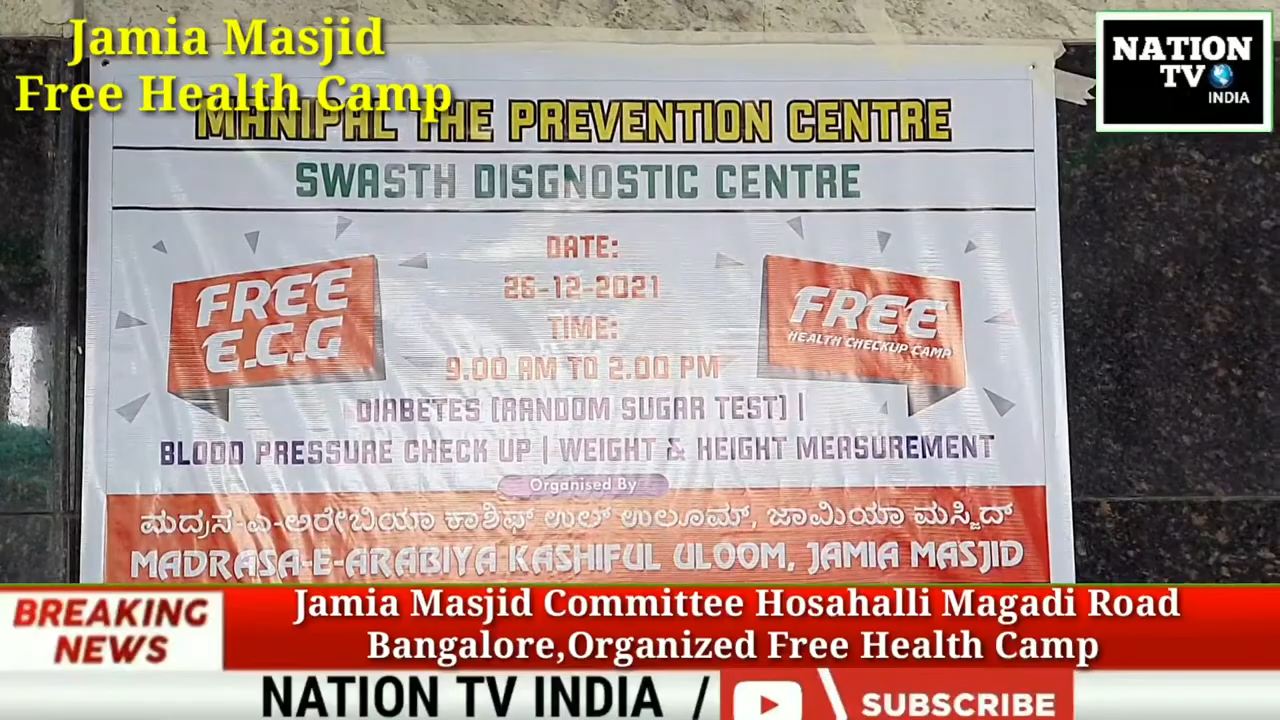 Jamia Masjid
Free Health Camp
NATION
TV
INDIA
MANIPAL THE PREVENTION CENTRE
SWASTH DISGNOSTIC CENTRE
FREE
E.C.G
DATE:
26-12-2021
TIME:
9.00 AM TO 2.00 PM
FREE
HEALTH CHECKUP CAMP
DIABETES (RANDOM SUGAR TEST) |
BLOOD PRESSURE CHECK UP | WEIGHT & HEIGHT MEASUREMENT
Organised By
ಮದ್ರಸ-ಎ-ಅರೇಬಿಯಾ ಕಾಶಿಫ್ ಉಲ್ ಉಲೂಮ್, ಜಾಮಿಯಾ ಮಸ್ಜಿದ್
MADRASA-E-ARABIYA KASHIFUL ULOOM, JAMIA MASJID
BREAKING
NEWS
Jamia Masjid Committee Hosahalli Magadi Road
Bangalore,Organized Free Health Camp
NATION TV INDIA /
SUBSCRIBE